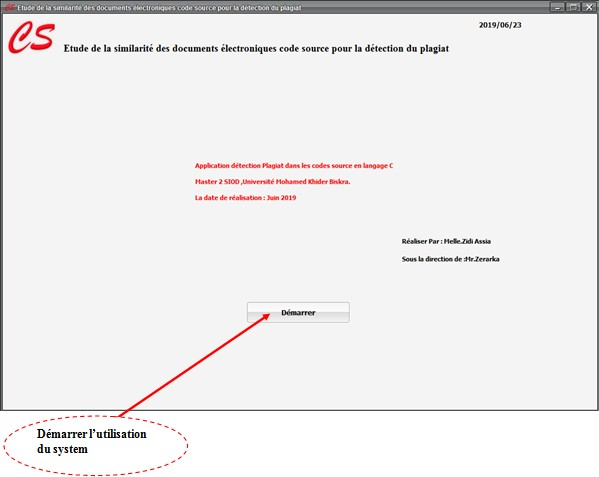 CS Etude de la similarité des documents électroniques code source pour la détection du plagiat
2019/06/23
CS
Etude de la similarité des documents électroniques code source pour la détection du plagiat
Application détection Plagiat dans les codes source en langage C
Master 2 SIOD ,Université Mohamed Khider Biskra.
La date de réalisation : Juin 2019
Réaliser Par : Melle.Zidi Assia
Sous la direction de :Mr.Zerarka
Démarrer
Démarrer l’utilisation
du system